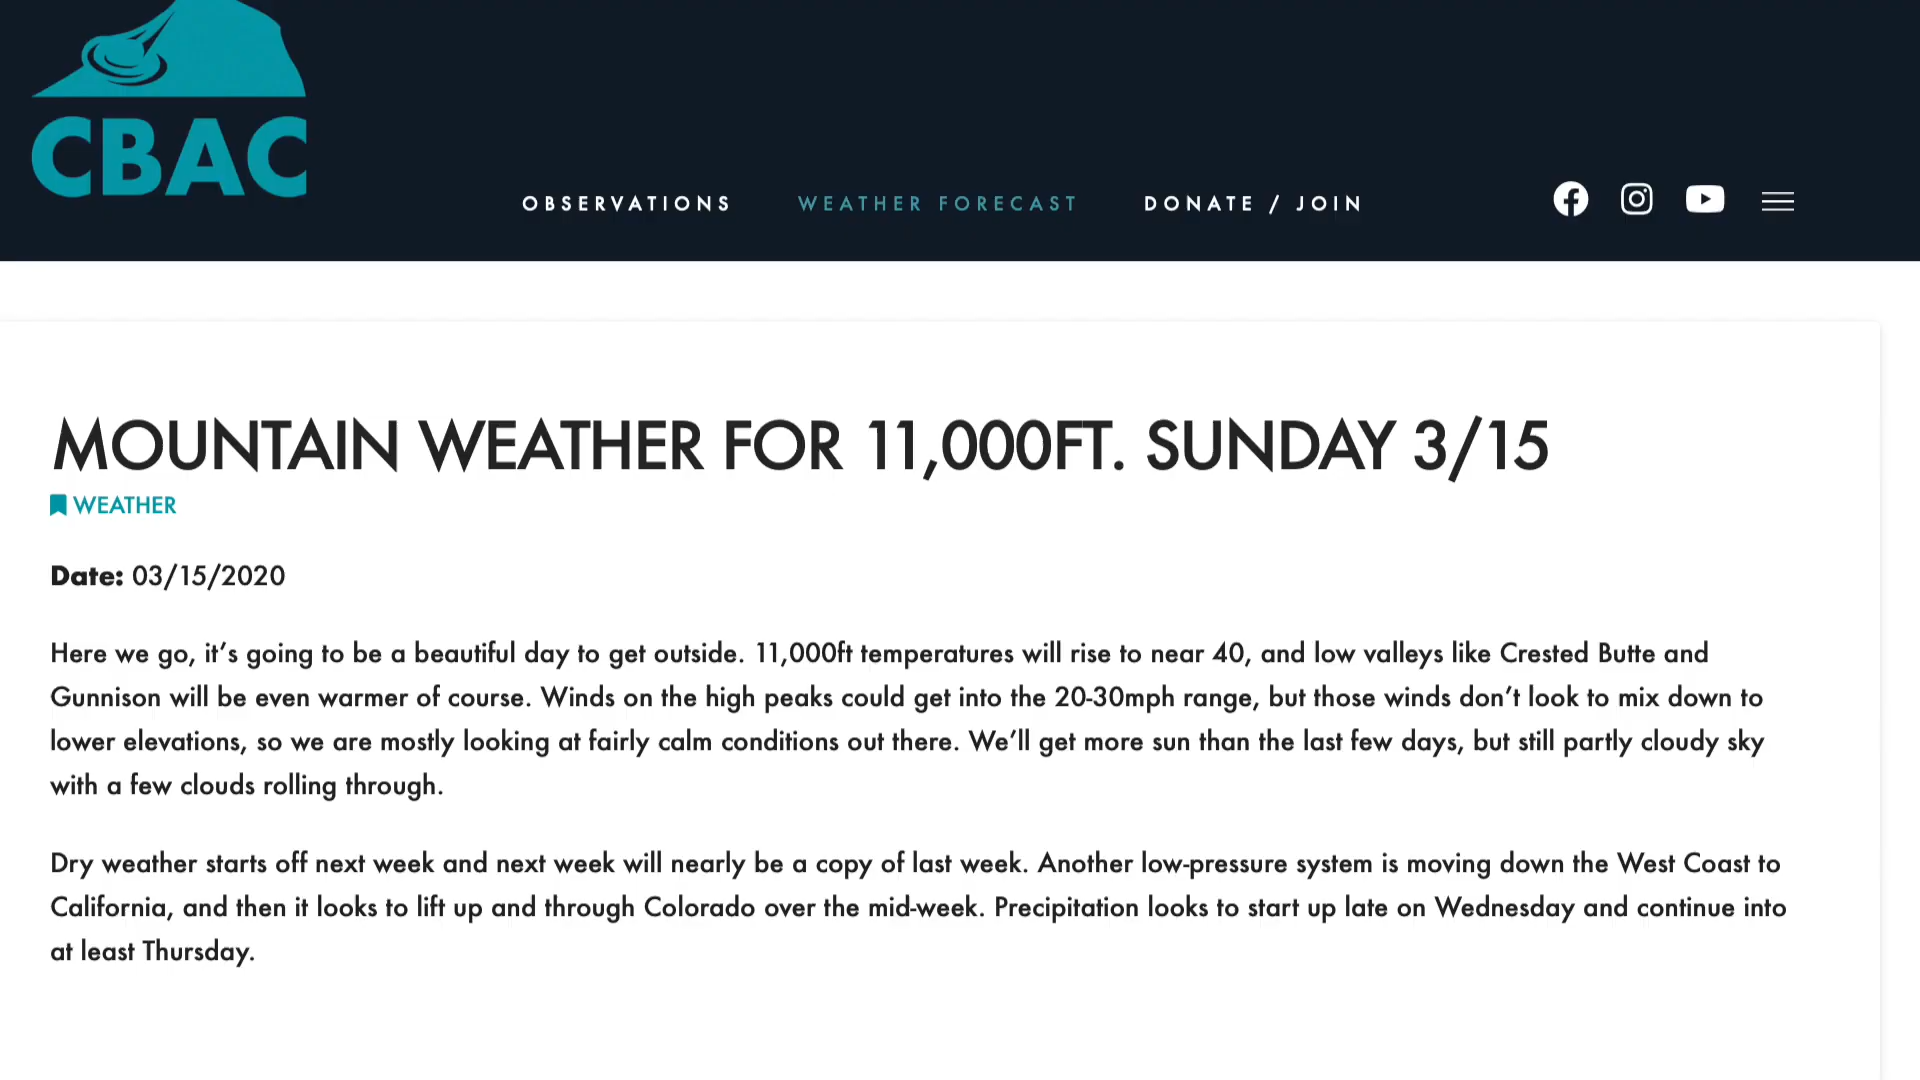 CBAC
OBSERVATIONS WEATHER FORECAST DONATE / JOIN
MOUNTAIN WEATHER FOR 11,000FT. SUNDAY 3/15
WEATHER
Date: 03/15/2020
Here we go, it’s going to be a beautiful day to get outside. 11,000ft temperatures will rise to near 40, and low valleys like Crested Butte and
Gunnison will be even warmer of course. Winds on the high peaks could get into the 20-30mph range, but those winds don’t look to mix down to
lower elevations, so we are mostly looking at fairly calm conditions out there. We’ll get more sun than the last few days, but still partly cloudy sky
with a few clouds rolling through.
Dry weather starts off next week and next week will nearly be a copy of last week. Another low-pressure system is moving down the West Coast to
California, and then it looks to lift up and through Colorado over the mid-week. Precipitation looks to start up late on Wednesday and continue into
at least Thursday.